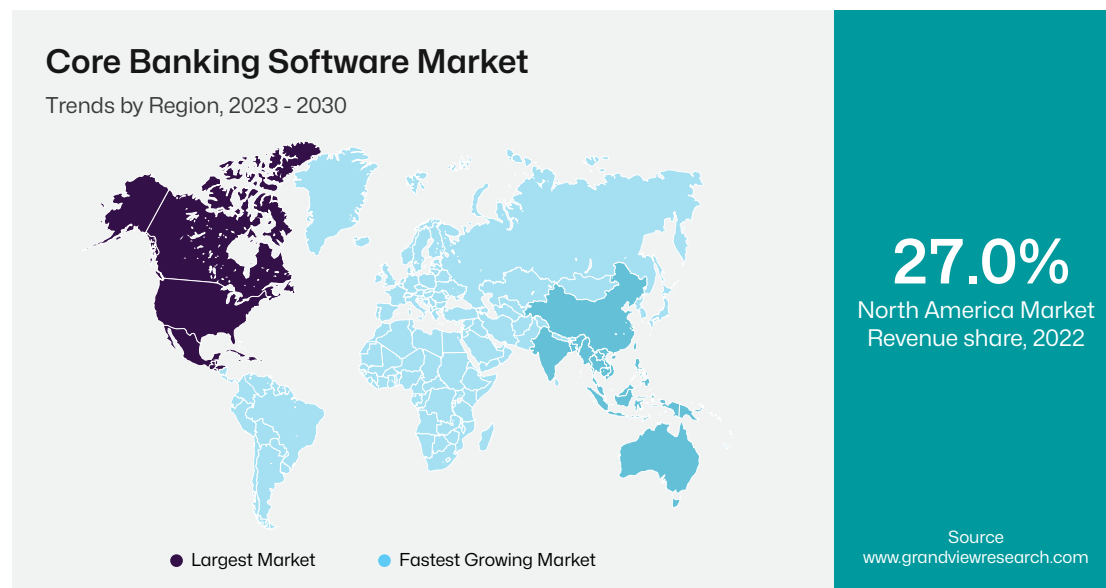 Core Banking Software Market
Trends by Region, 2023 - 2030
27.0%
North America Market
Revenue share, 2022
Largest Market
Fastest Growing Market
Source
www.grandviewresearch.com